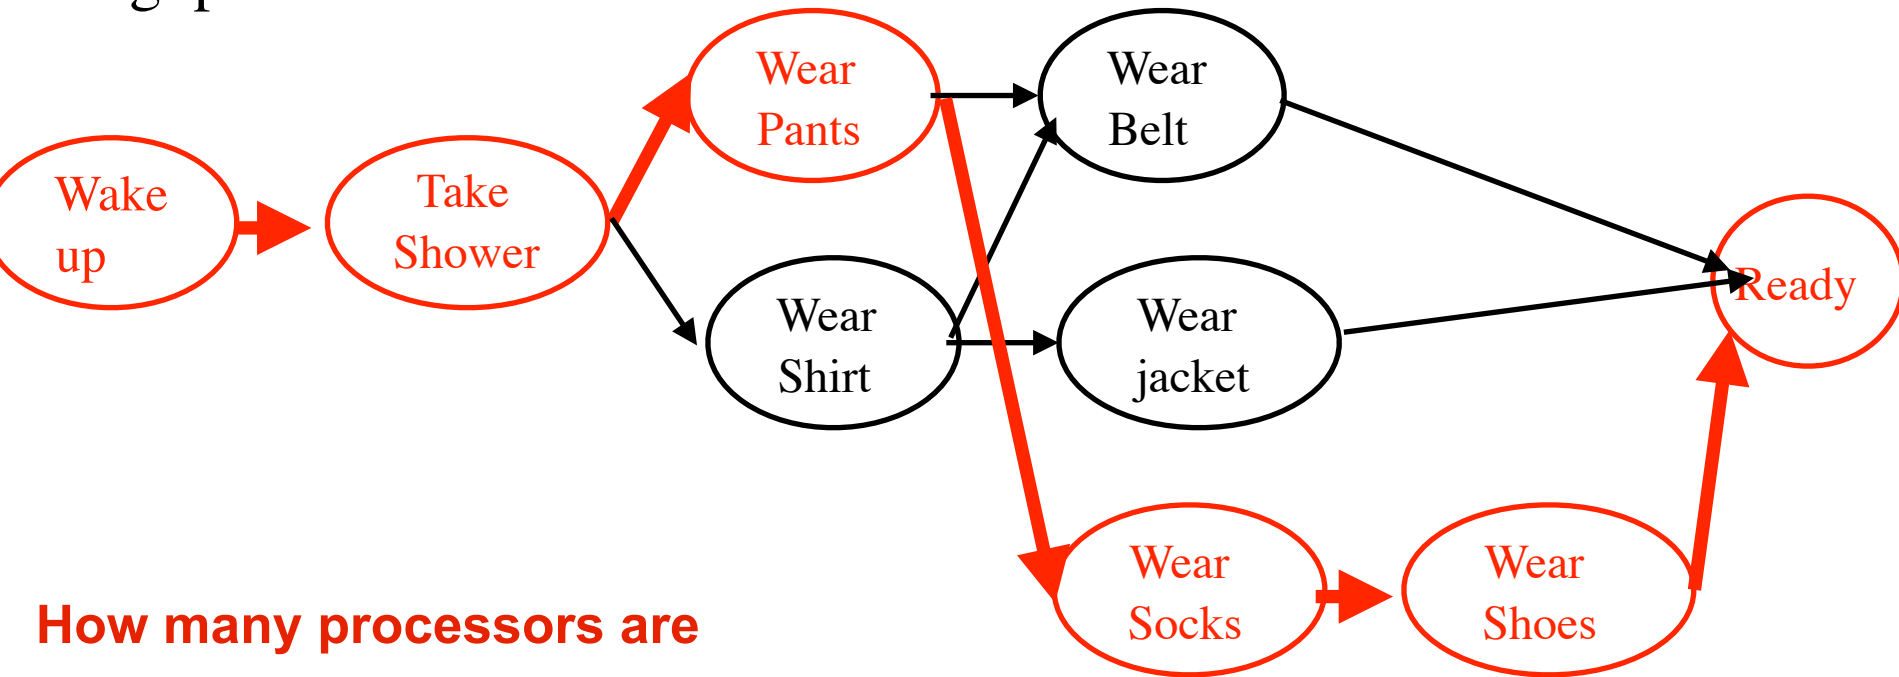 Wear
Pants
Wear
Belt
Wake
up
Take
Shower
Ready
Wear
Shirt
Wear
jacket
Wear
Socks
Wear
Shoes
How many processors are